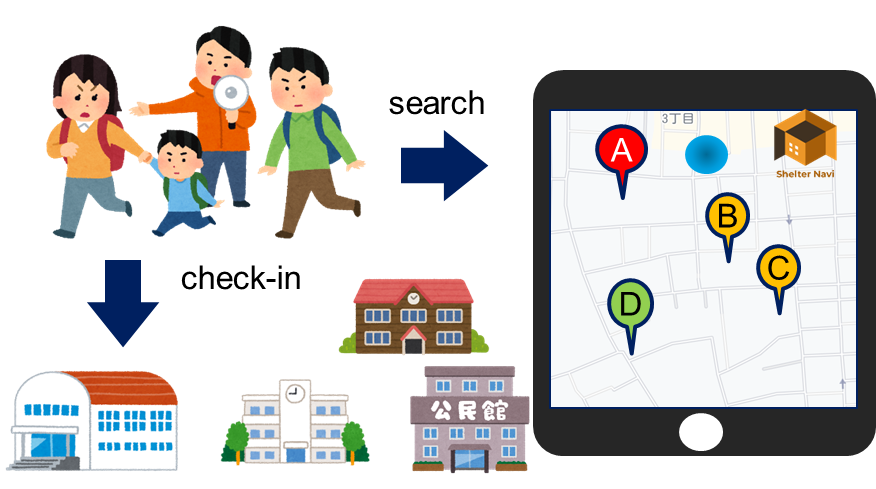 search
check-in
公民館
3丁目
Shelter Navi
A
B
C
D